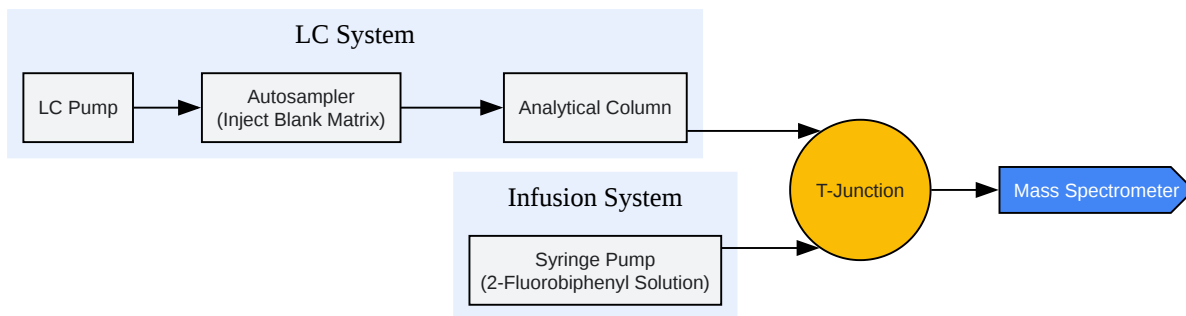 LC System
LC Pump
Autosampler
(Inject Blank Matrix)
Analytical Column
T-Junction
Mass Spectrometer
Infusion System
Syringe Pump
(2-Fluorobiphenyl Solution)